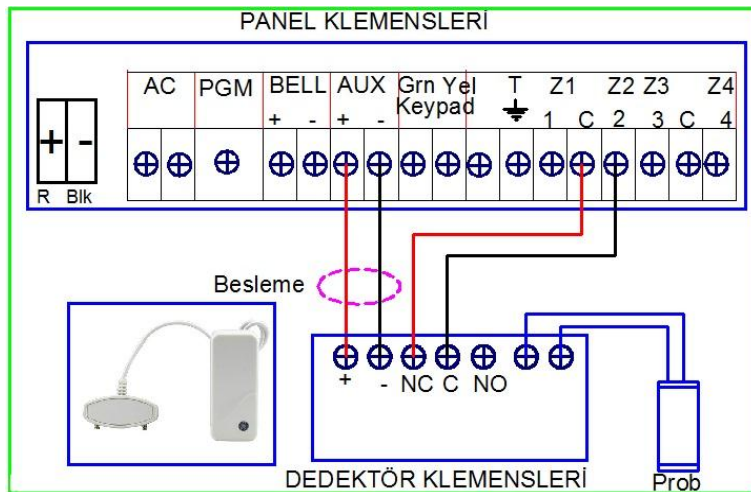 PANEL KLEMENSLERİ
AC PGM BELL AUX Grn Yel T Z1 Z2 Z3 Z4
+ - + - Keypad 1 C 2 3 C 4
+ -
R Blk
Besleme
+ - NC C NO
DEDEKTÖR KLEMENSLERİ
Prob